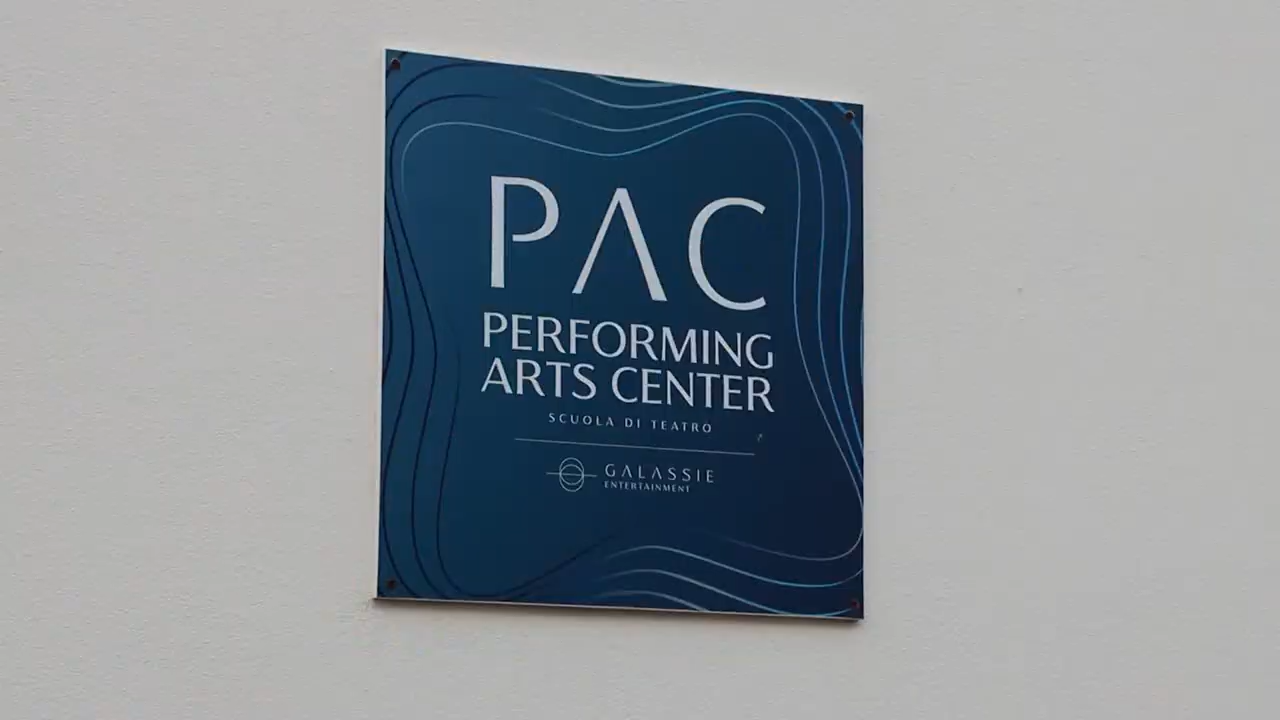 PAC
PERFORMING
ARTS CENTER
SCUOLA DI TEATRO
GALASSIE
ENTERTAINMENT